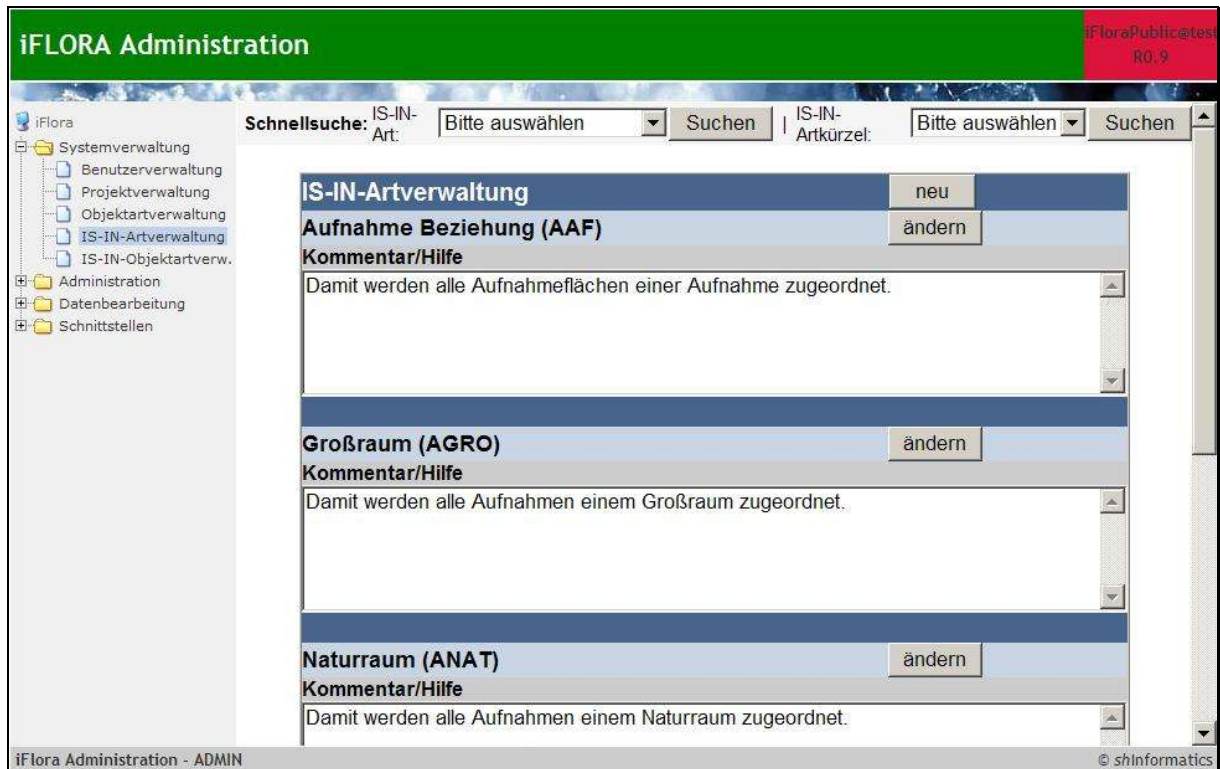 iFLORA Administration
iFloraPublic@test
R0.9
iFlora
Systemverwaltung
Benutzerverwaltung
Projektverwaltung
Objektartverwaltung
IS-IN-Artverwaltung
IS-IN-Objektartverw.
Administration
Datenbearbeitung
Schnittstellen
Schnellsuche: IS-IN-Art: Bitte auswählen Suchen | IS-IN-Artkürzel: Bitte auswählen Suchen
IS-IN-Artverwaltung neu
Aufnahme Beziehung (AAF) ändern
Kommentar/Hilfe
Damit werden alle Aufnahmeflächen einer Aufnahme zugeordnet.
Großraum (AGRO) ändern
Kommentar/Hilfe
Damit werden alle Aufnahmen einem Großraum zugeordnet.
Naturraum (ANAT) ändern
Kommentar/Hilfe
Damit werden alle Aufnahmen einem Naturraum zugeordnet.
iFlora Administration - ADMIN
© shInformatics